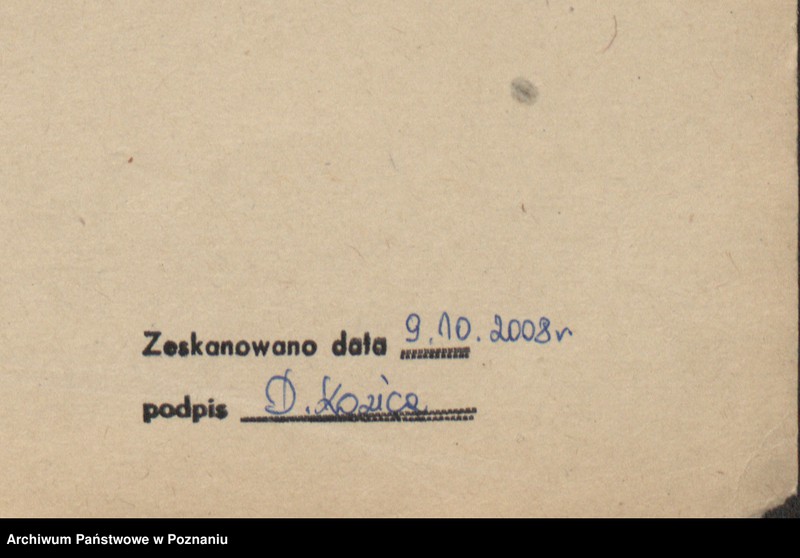 Zeskanowano data 9.10.2008r
podpis D. Kozica
Archiwum Państwowe w Poznaniu